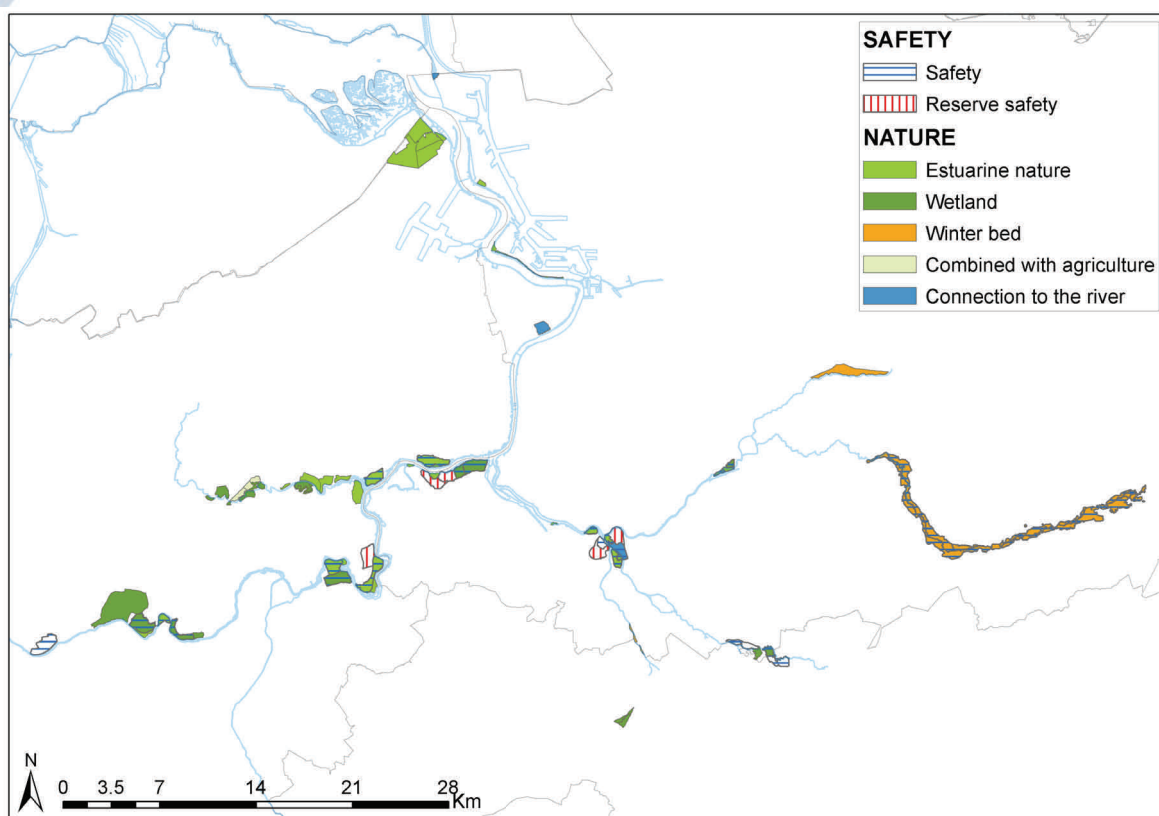 SAFETY
Safety
Reserve safety
NATURE
Estuarine nature
Wetland
Winter bed
Combined with agriculture
Connection to the river
N
0 3.5 7 14 21 28
Km